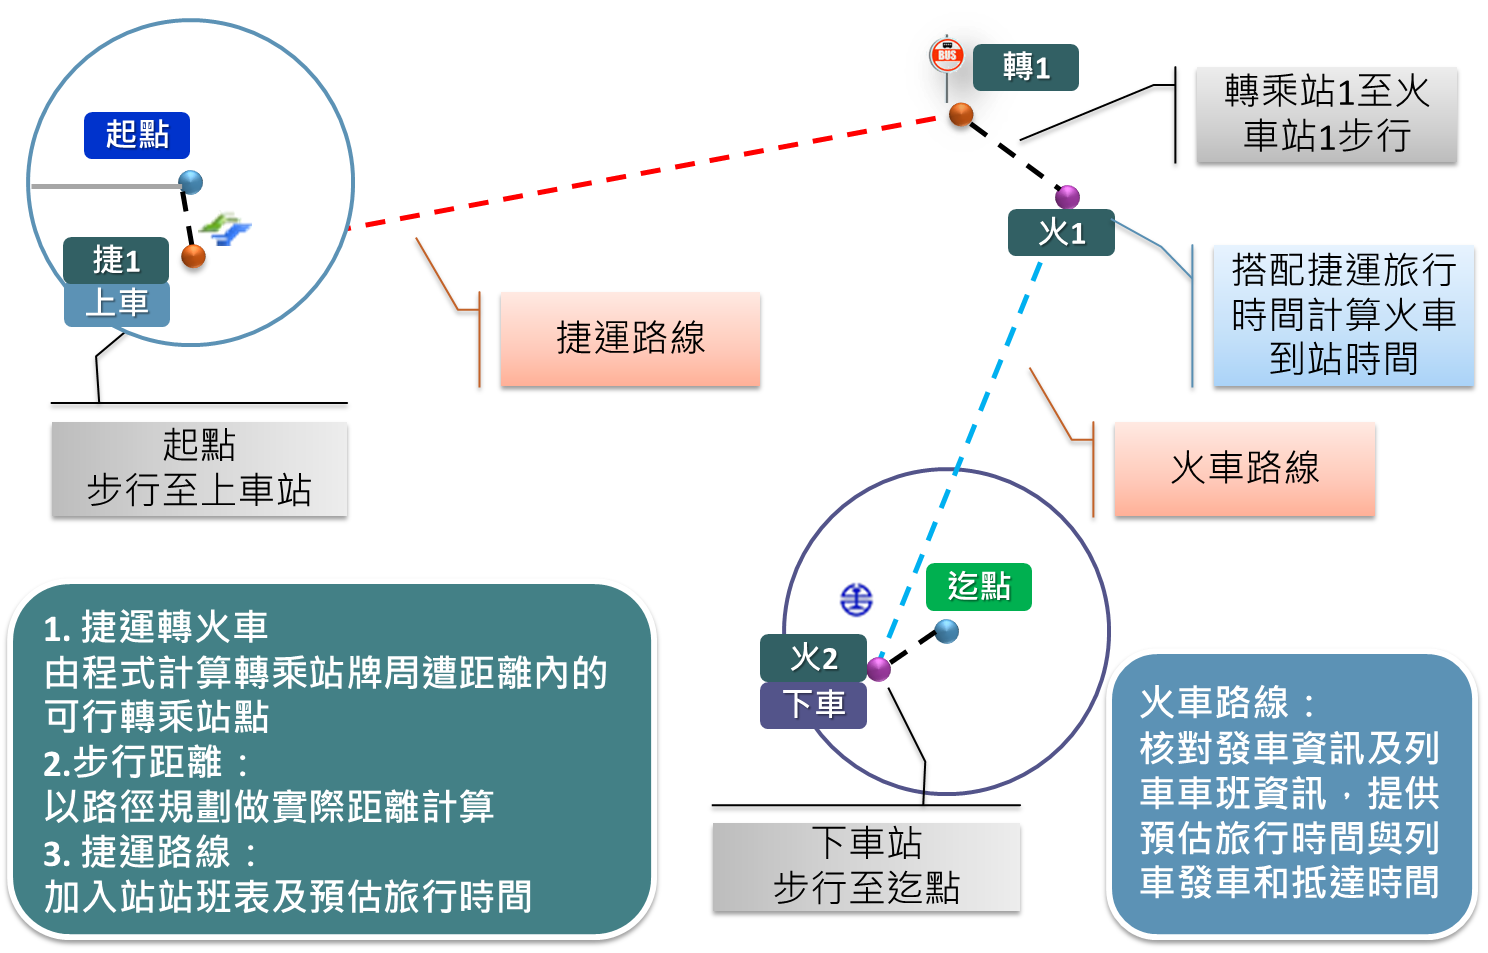 BUS
轉1
轉乘站1至火
車站1步行
起點
捷1
上車
火1
搭配捷運旅行
時間計算火車
到站時間
捷運路線
起點
步行至上車站
火車路線
迄點
火2
下車
下車站
步行至迄點
1. 捷運轉火車
由程式計算轉乘站牌周遭距離內的
可行轉乘站點
2.步行距離：
以路徑規劃做實際距離計算
3. 捷運路線：
加入站站班表及預估旅行時間
火車路線：
核對發車資訊及列
車車班資訊，提供
預估旅行時間與列
車發車和抵達時間